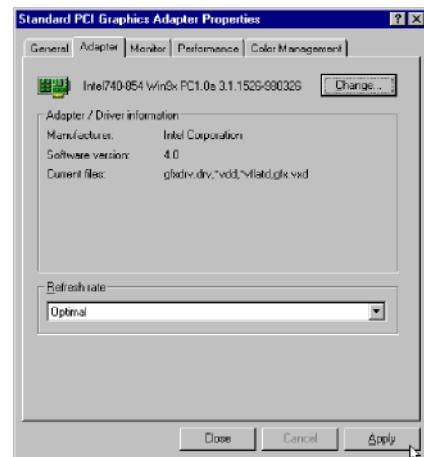 Standard PCI Graphics Adapter Properties
General Adapter Monitor Performance Color Management
Intel740-854 Win9x PC1.0a 3.1.1526-980326 Change...
Adapter / Driver information
Manufacturer: Intel Corporation
Software version: 4.0
Current files: gfxdrv.drv,*vdd,*vflatd,gfx.vxd
Refresh rate
Optimal
Close Cancel Apply